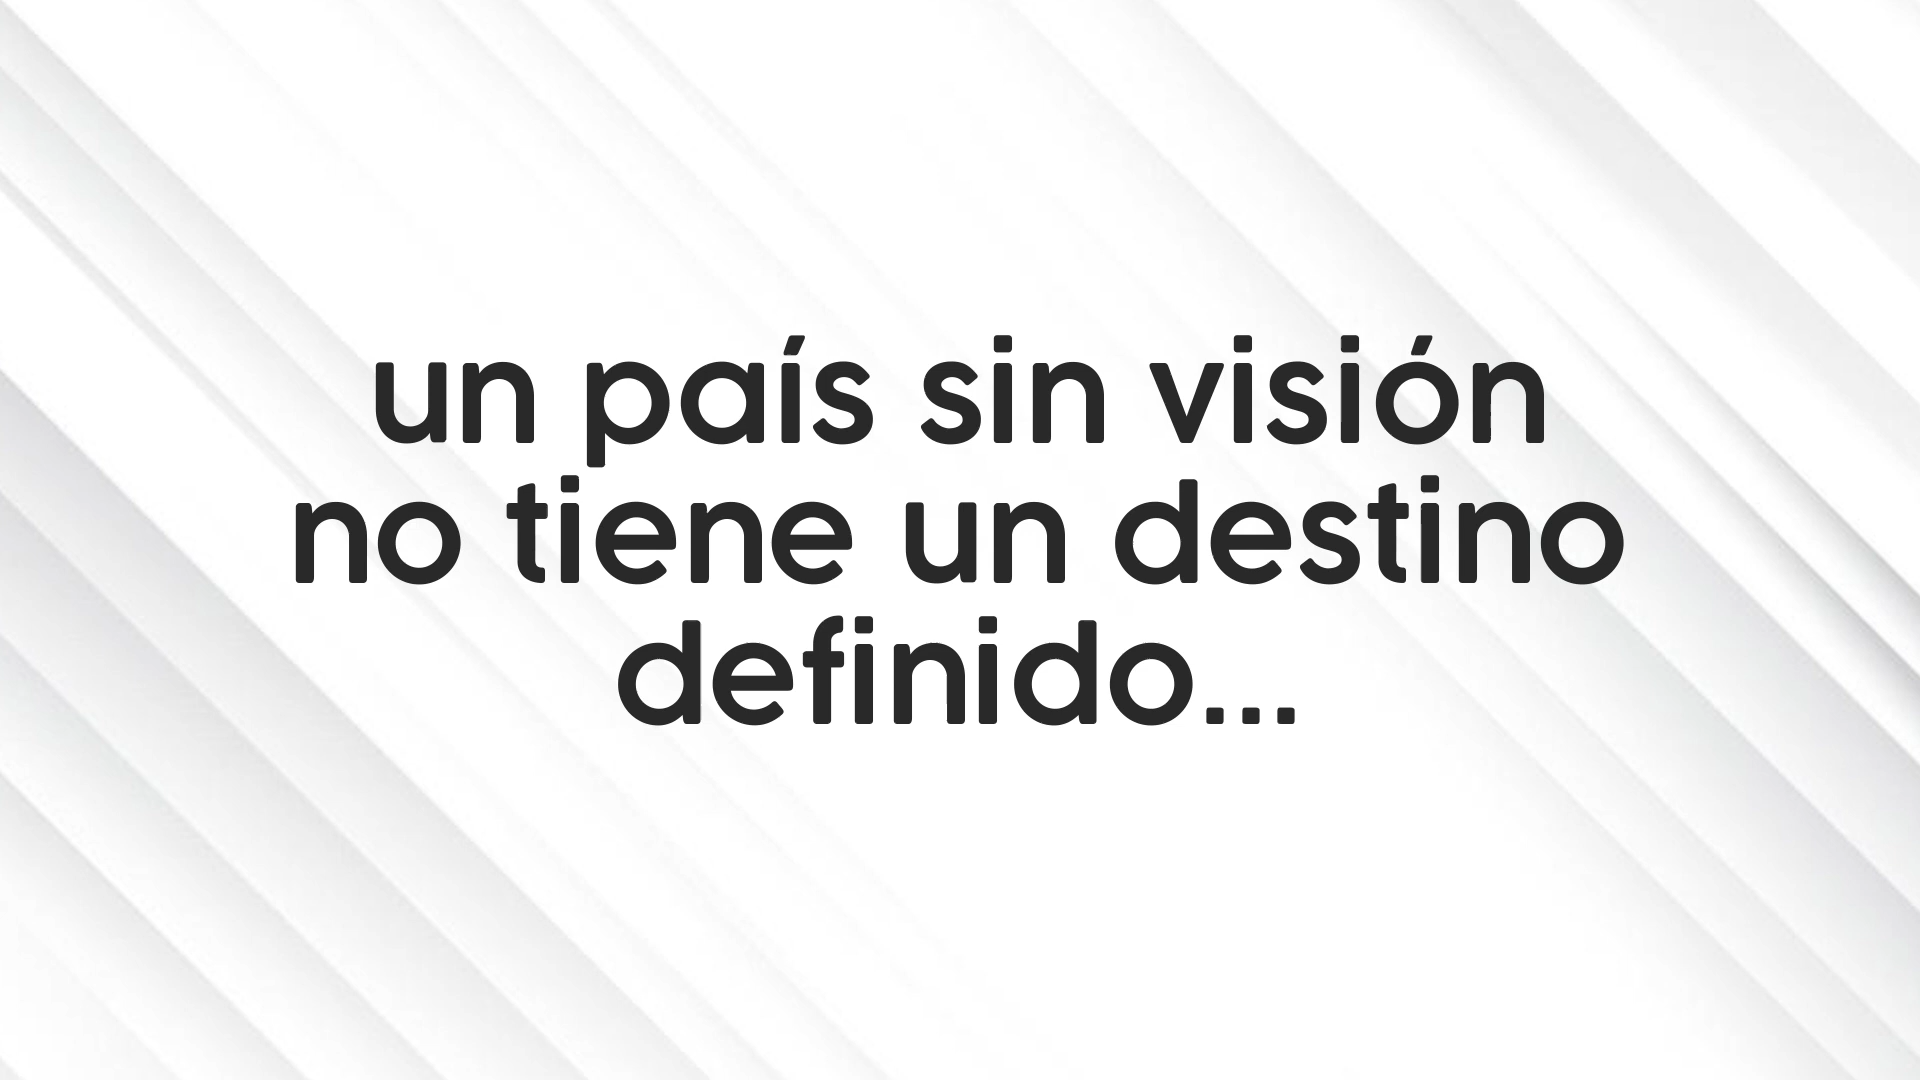 un país sin visión
no tiene un destino
definido...